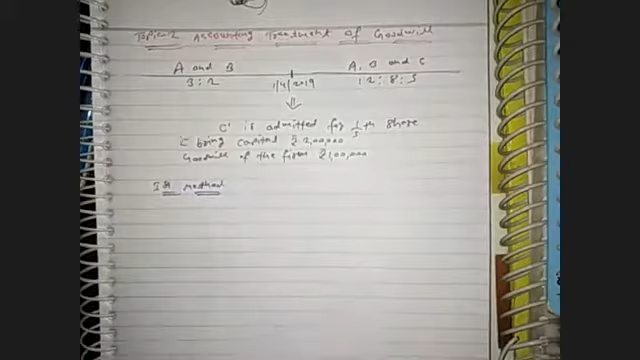 Topic:2 Accounting Treatment of Goodwill
A and B A, B and C
3:2 1/4/2019 12:8:5
C is admitted for 1/5th Share
C bring capital ₹ 2,00,000
Goodwill of the firm ₹1,00,000
Ist method